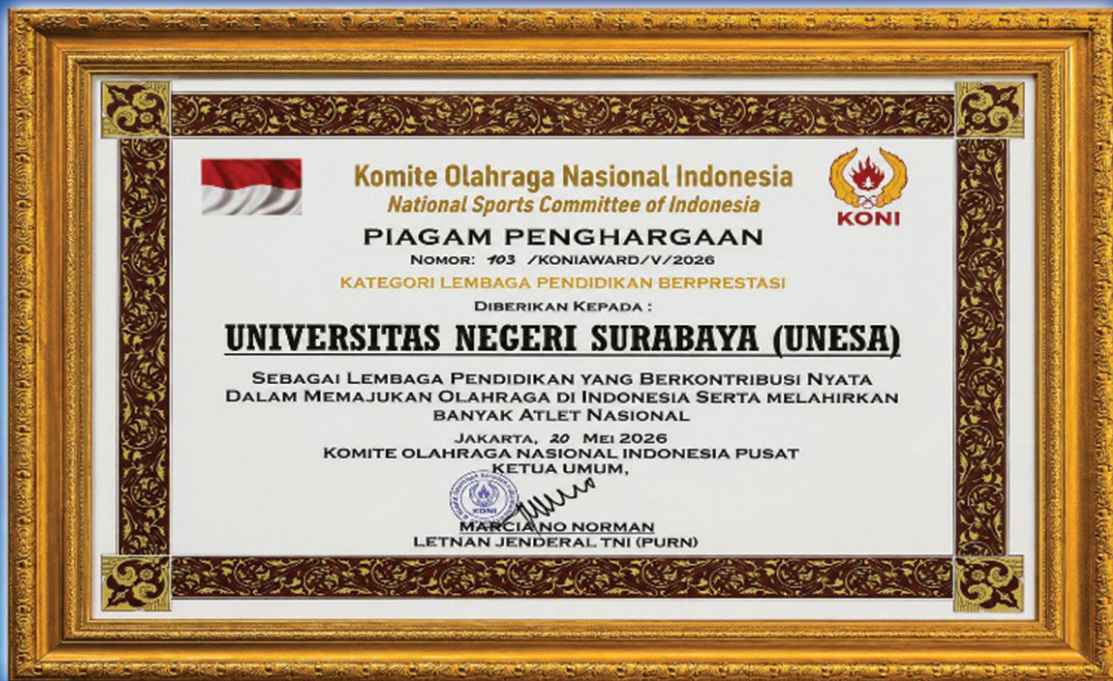 Komite Olahraga Nasional Indonesia
National Sports Committee of Indonesia
KONI
PIAGAM PENGHARGAAN
NOMOR: 103 /KONIAWARD/V/2026
KATEGORI LEMBAGA PENDIDIKAN BERPRESTASI
DIBERIKAN KEPADA :
UNIVERSITAS NEGERI SURABAYA (UNESA)
SEBAGAI LEMBAGA PENDIDIKAN YANG BERKONTRIBUSI NYATA
DALAM MEMAJUKAN OLAHRAGA DI INDONESIA SERTA MELAHIRKAN
BANYAK ATLET NASIONAL
JAKARTA, 20 MEI 2026
KOMITE OLAHRAGA NASIONAL INDONESIA PUSAT
KETUA UMUM,
KONI
MARCIANO NORMAN
LETNAN JENDERAL TNI (PURN)